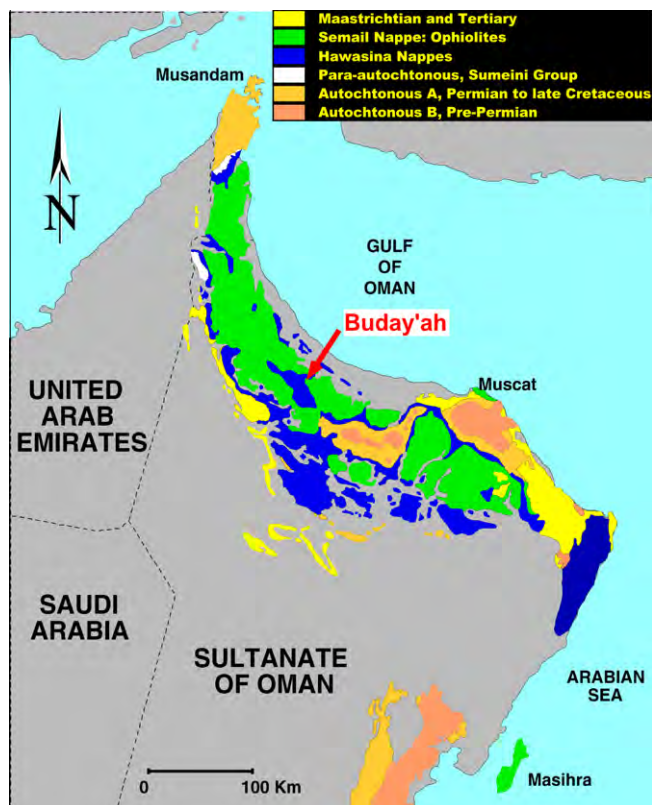 Maastrichtian and Tertiary
Semail Nappe: Ophiolites
Hawasina Nappes
Para-autochtonous, Sumeini Group
Autochtonous A, Permian to late Cretaceous
Autochtonous B, Pre-Permian
Musandam
N
GULF
OF
OMAN
Buday'ah
Muscat
UNITED
ARAB
EMIRATES
SAUDI
ARABIA
SULTANATE
OF OMAN
ARABIAN
SEA
0 100 Km
Masihra